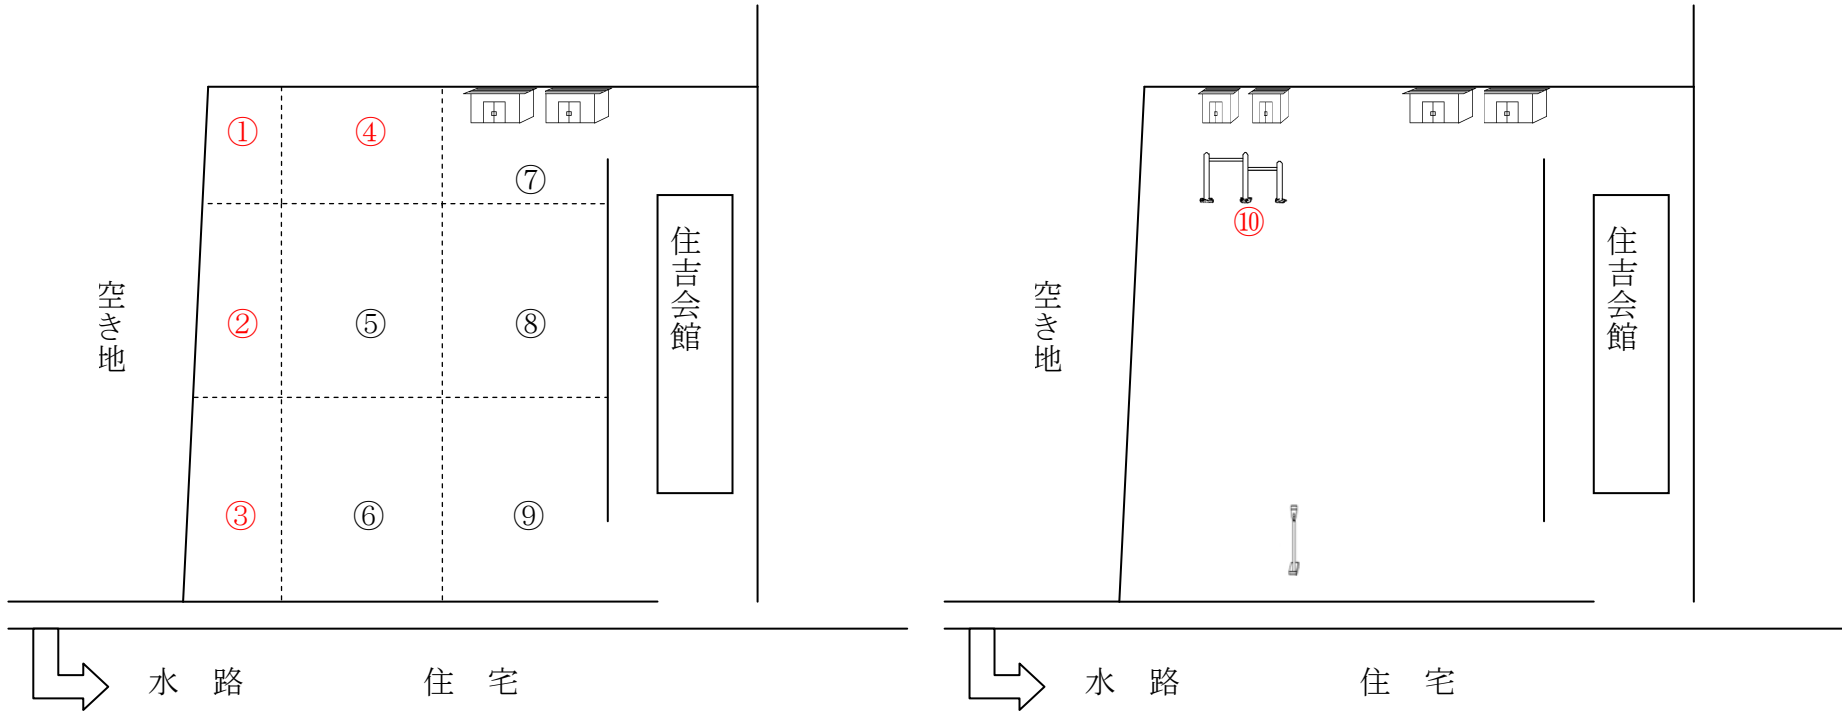 ① ④
⑦
② ⑤ ⑧
③ ⑥ ⑨
空き地
住吉会館
水 路 住 宅
⑩
空き地
住吉会館
水 路 住 宅